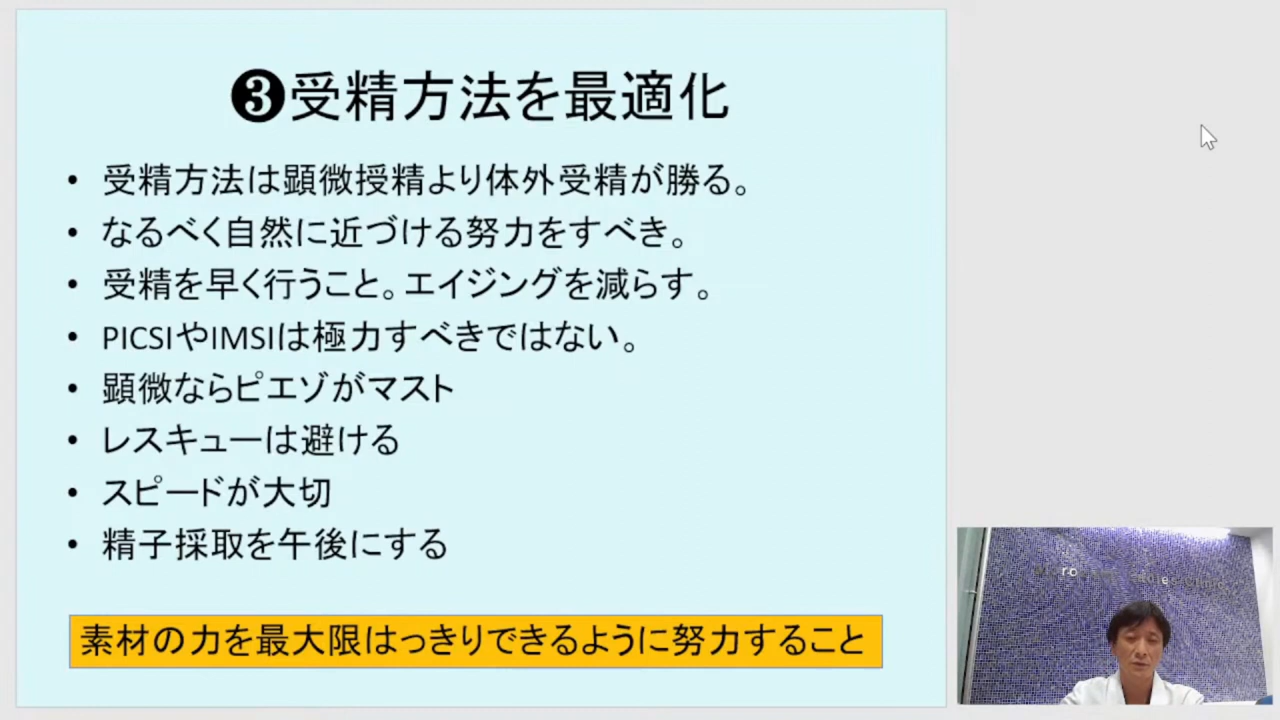 ❸受精方法を最適化
• 受精方法は顕微授精より体外受精が勝る。
• なるべく自然に近づける努力をすべき。
• 受精を早く行うこと。エイジングを減らす。
• PICSIやIMSIは極力すべきではない。
• 顕微ならピエゾがマスト
• レスキューは避ける
• スピードが大切
• 精子採取を午後にする
素材の力を最大限はっきりできるように努力すること